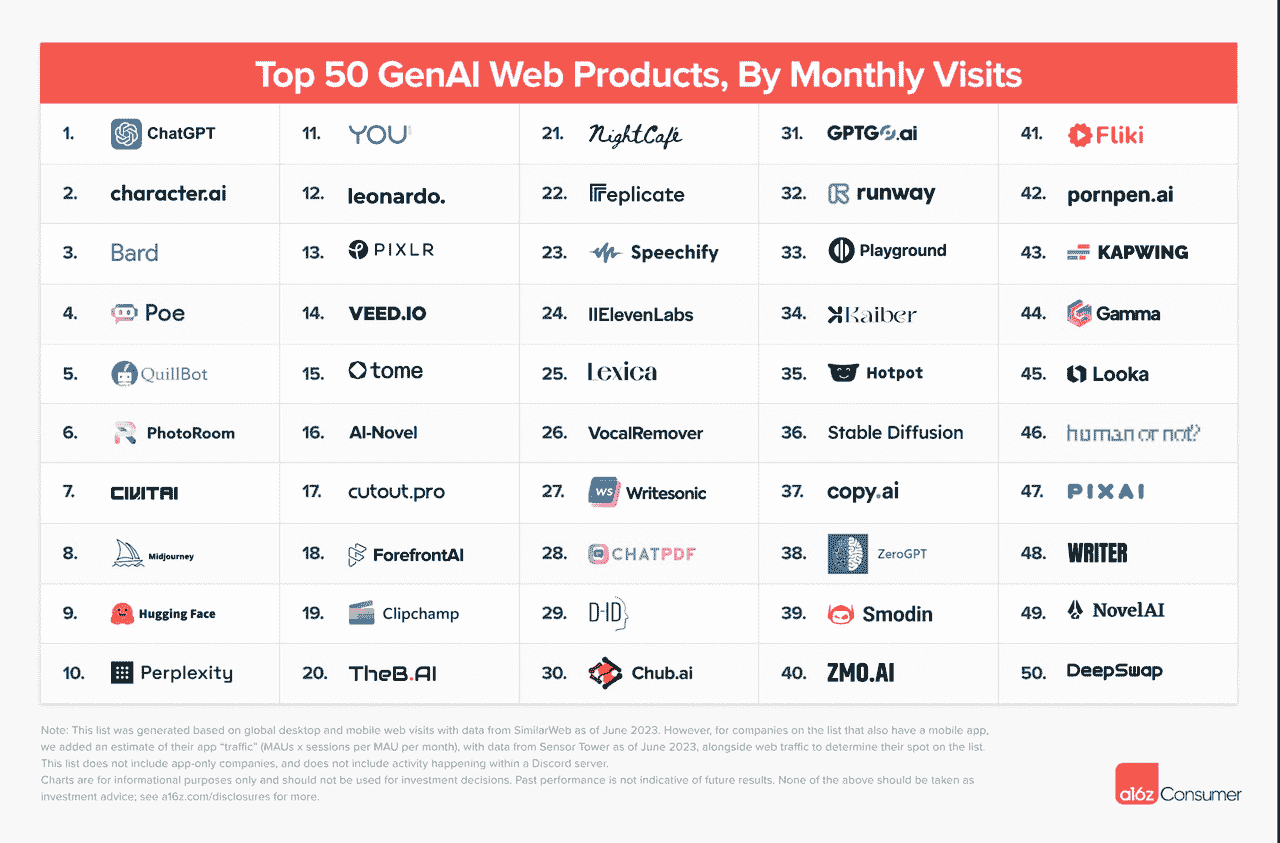 Top 50 GenAI Web Products, By Monthly Visits
1. ChatGPT
2. character.ai
3. Bard
4. Poe
5. QuillBot
6. PhotoRoom
7. CIVITAI
8. Midjourney
9. Hugging Face
10. Perplexity
11. YOU
12. leonardo.
13. PIXLR
14. VEED.IO
15. tome
16. AI-Novel
17. cutout.pro
18. ForefrontAI
19. Clipchamp
20. TheB.AI
21. NightCafé
22. replicate
23. Speechify
24. IIElevenLabs
25. Lexica
26. VocalRemover
27. WS Writesonic
28. CHATPDF
29. D-ID
30. Chub.ai
31. GPTGO.ai
32. R runway
33. Playground
34. Kaiber
35. Hotpot
36. Stable Diffusion
37. copy.ai
38. ZeroGPT
39. Smodin
40. ZMO.AI
41. Fliki
42. pornpen.ai
43. KAPWING
44. Gamma
45. Looka
46. human or not?
47. PIXAI
48. WRITER
49. NovelAI
50. DeepSwap
Note: This list was generated based on global desktop and mobile web visits with data from SimilarWeb as of June 2023. However, for companies on the list that also have a mobile app,
we added an estimate of their app “traffic” (MAUs x sessions per MAU per month), with data from Sensor Tower as of June 2023, alongside web traffic to determine their spot on the list.
This list does not include app-only companies, and does not include activity happening within a Discord server.
Charts are for informational purposes only and should not be used for investment decisions. Past performance is not indicative of future results. None of the above should be taken as
investment advice; see a16z.com/disclosures for more.
a16z Consumer